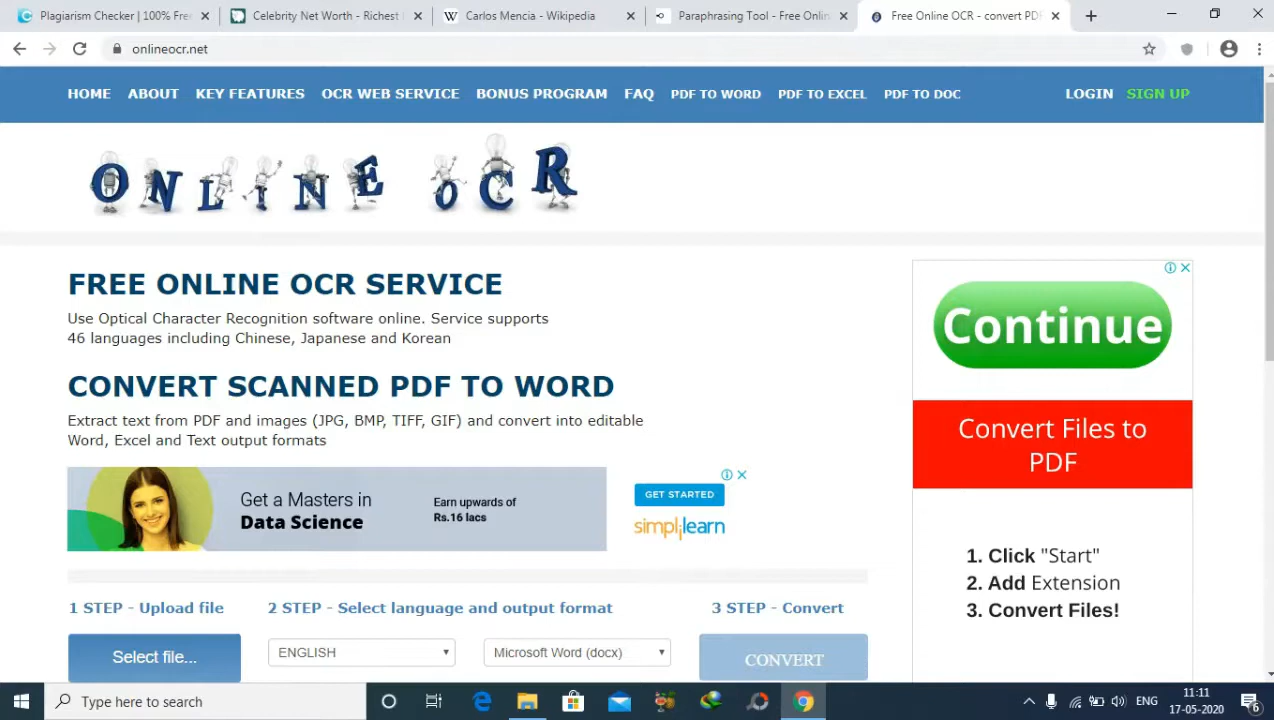 Plagiarism Checker | 100% Free
Celebrity Net Worth - Richest
Carlos Mencia - Wikipedia
Paraphrasing Tool - Free Onlin
Free Online OCR - convert PDF
onlineocr.net
HOME ABOUT KEY FEATURES OCR WEB SERVICE BONUS PROGRAM FAQ PDF TO WORD PDF TO EXCEL PDF TO DOC LOGIN SIGN UP
ONLINE OCR
FREE ONLINE OCR SERVICE
Use Optical Character Recognition software online. Service supports
46 languages including Chinese, Japanese and Korean
CONVERT SCANNED PDF TO WORD
Extract text from PDF and images (JPG, BMP, TIFF, GIF) and convert into editable
Word, Excel and Text output formats
Get a Masters in
Data Science
Earn upwards of
Rs.16 lacs
GET STARTED
simplilearn
Continue
Convert Files to
PDF
1. Click "Start"
2. Add Extension
3. Convert Files!
1 STEP - Upload file
2 STEP - Select language and output format
3 STEP - Convert
Select file...
ENGLISH
Microsoft Word (docx)
CONVERT
Type here to search
ENG
11:11
17-05-2020
6